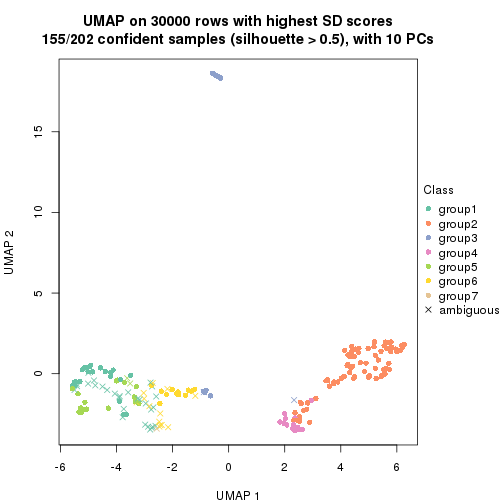 UMAP on 30000 rows with highest SD scores
155/202 confident samples (silhouette > 0.5), with 10 PCs
15
10
5
0
UMAP 2
-6
-4
-2
0
2
4
6
UMAP 1
Class
group1
group2
group3
group4
group5
group6
group7
ambiguous